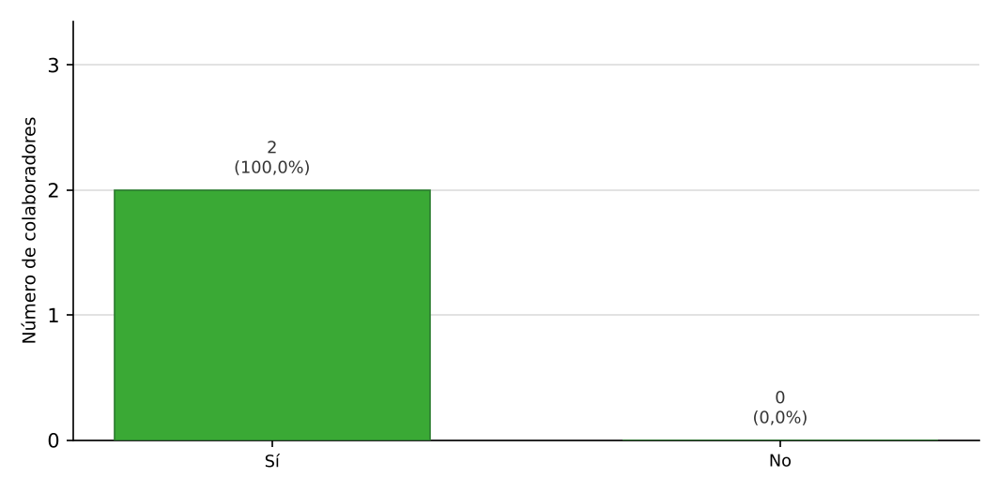 Número de colaboradores
3
2
1
0
2
(100,0%)
0
(0,0%)
Sí
No